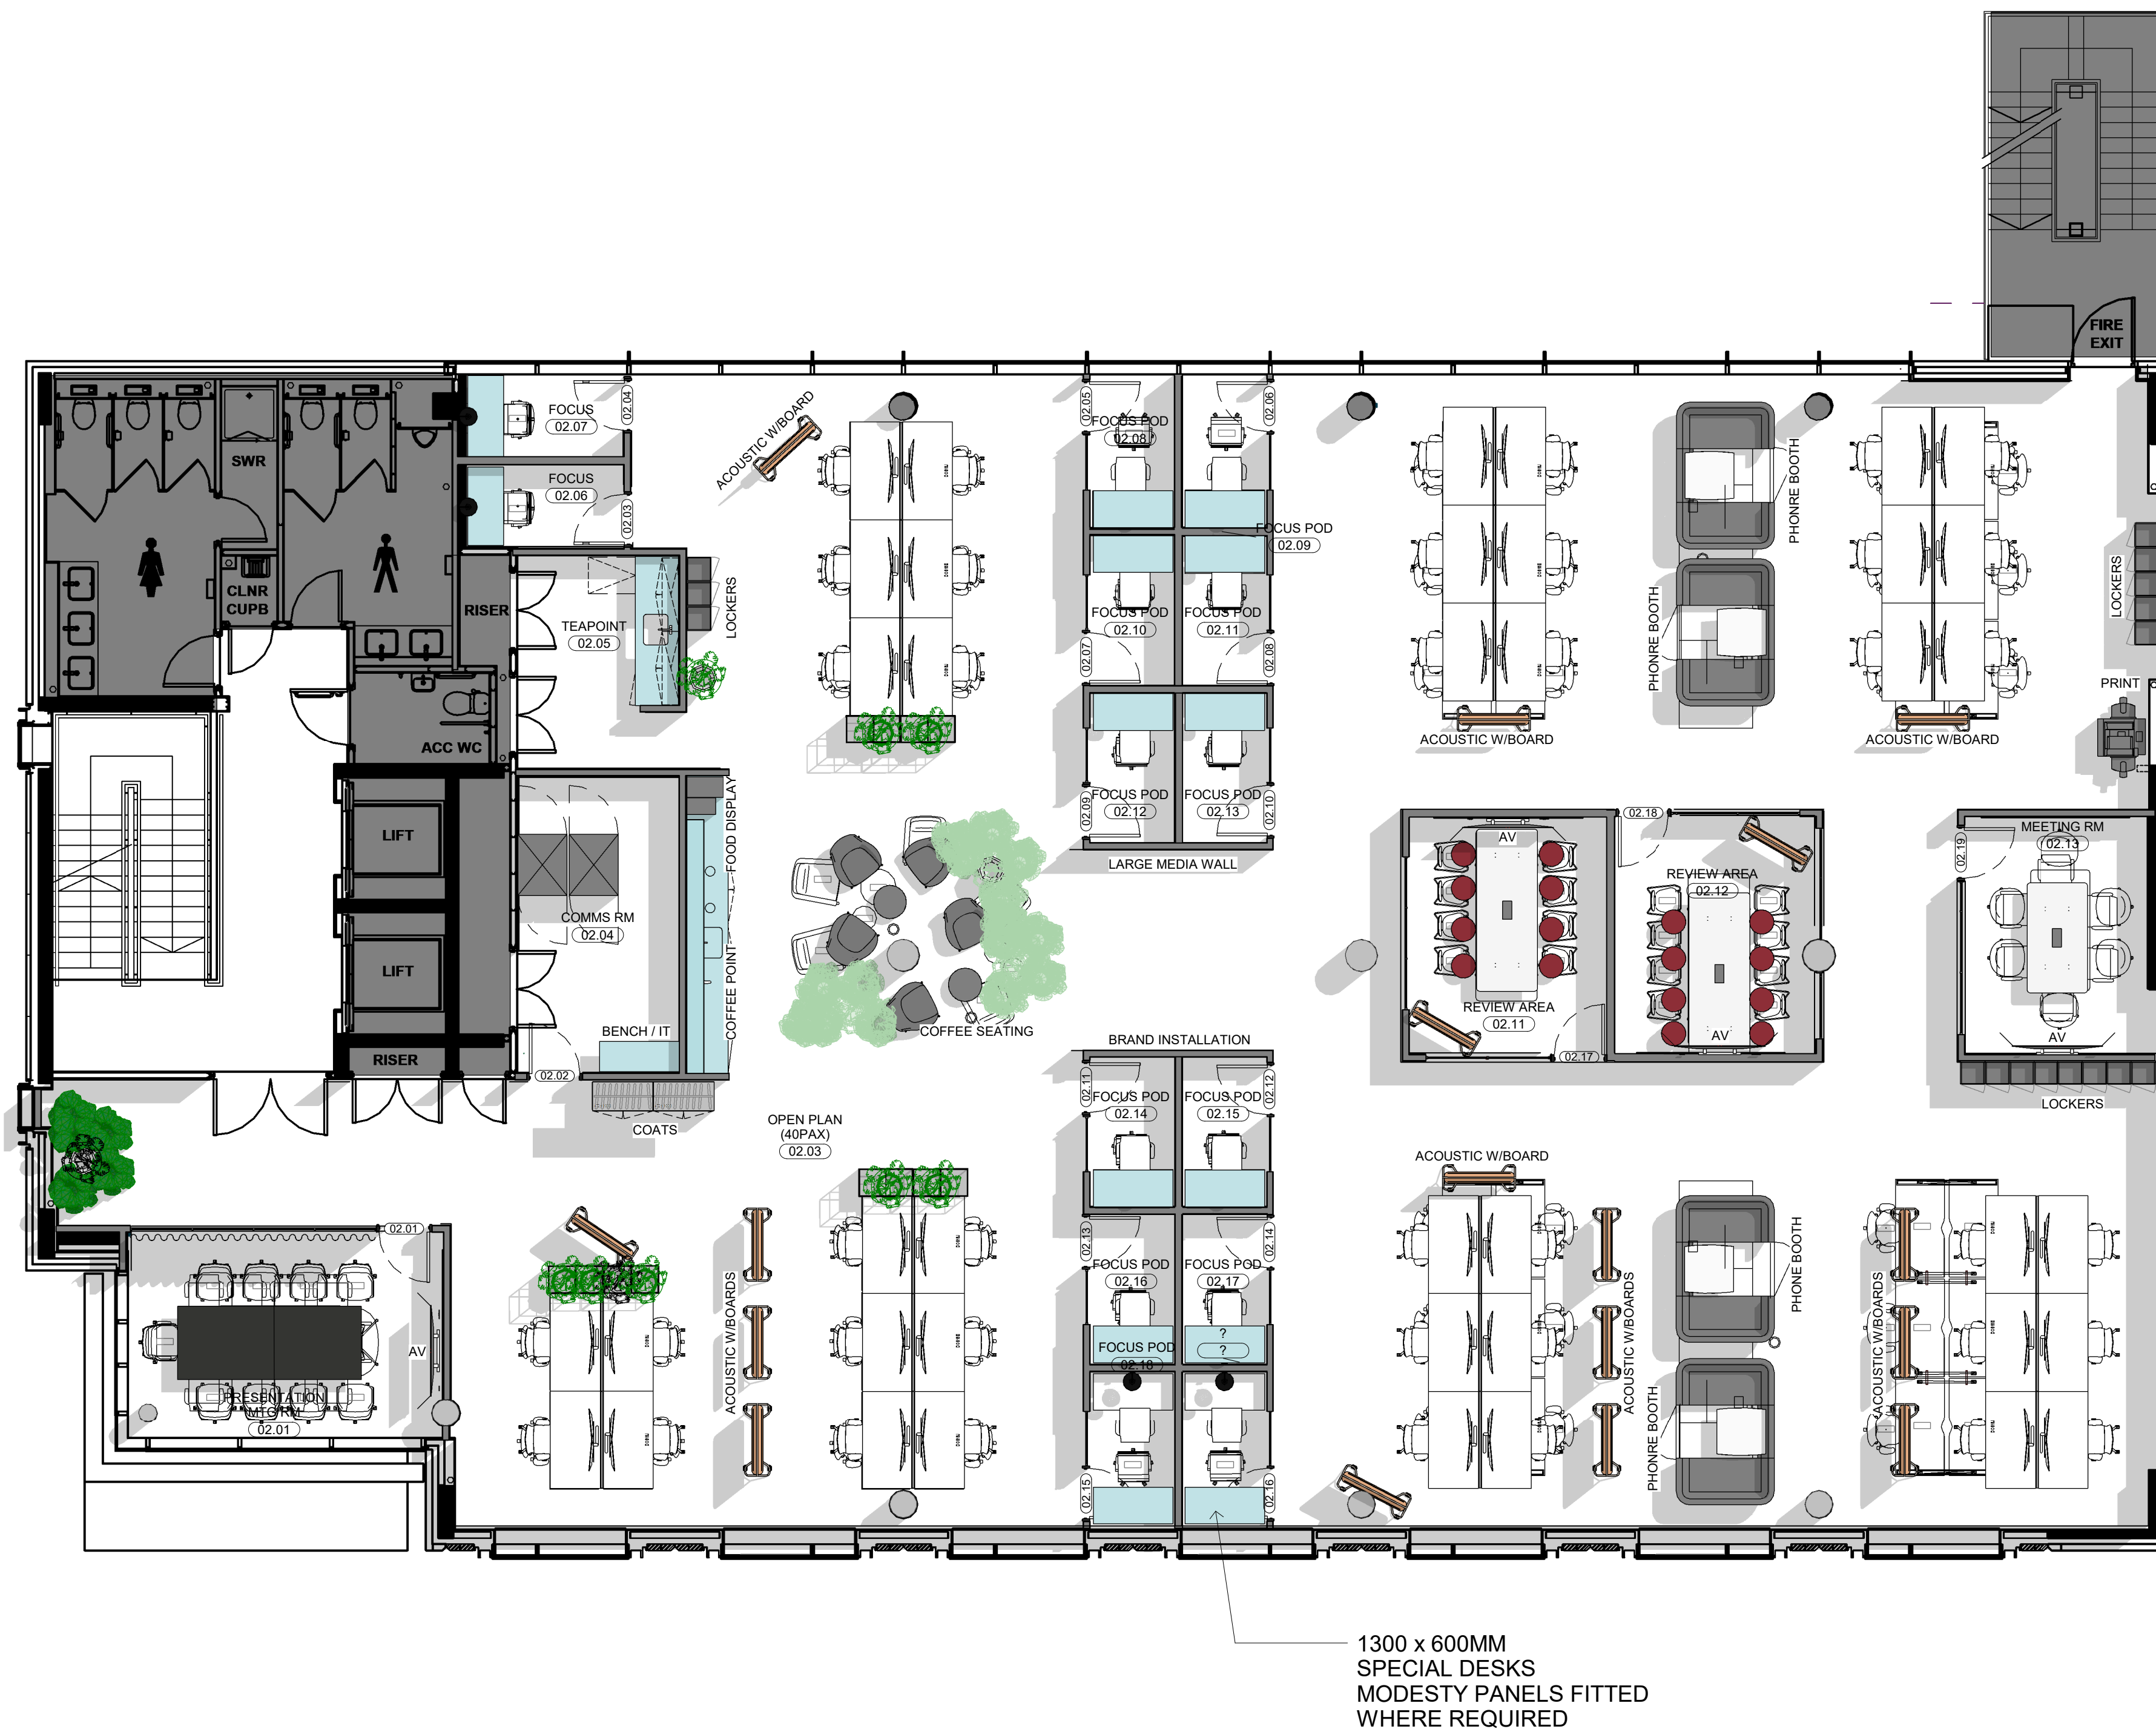 FIRE
EXIT
FOCUS
02.07
02.04
ACOUSTIC W/BOARD
02.05
FOCUS POD
02.08
02.06
SWR
FOCUS
02.06
02.03
FOCUS POD
02.09
PHONRE BOOTH
LOCKERS
CLNR
CUPB
RISER
TEAPOINT
02.05
LOCKERS
FOCUS POD
02.10
FOCUS POD
02.11
02.07
02.08
PHONRE BOOTH
PRINT
ACC WC
ACOUSTIC W/BOARD
ACOUSTIC W/BOARD
LIFT
FOOD DISPLAY
02.09
FOCUS POD
02.12
FOCUS POD
02.13
02.10
LARGE MEDIA WALL
AV
02.18
REVIEW AREA
02.12
02.19
MEETING RM
02.13
COMMS RM
02.04
LIFT
COFFEE POINT
COFFEE SEATING
BENCH / IT
REVIEW AREA
02.11
AV
AV
RISER
02.02
BRAND INSTALLATION
02.17
LOCKERS
COATS
OPEN PLAN
(40PAX)
02.03
02.11
FOCUS POD
02.14
FOCUS POD
02.15
02.12
ACOUSTIC W/BOARD
02.01
02.13
FOCUS POD
02.16
FOCUS POD
02.17
02.14
ACOUSTIC W/BOARDS
ACOUSTIC W/BOARDS
PHONE BOOTH
ACOUSTIC W/BOARDS
AV
FOCUS POD
02.18
?
?
PRESENTATION
MTG RM
02.01
PHONRE BOOTH
02.15
02.16
1300 x 600MM
SPECIAL DESKS
MODESTY PANELS FITTED
WHERE REQUIRED